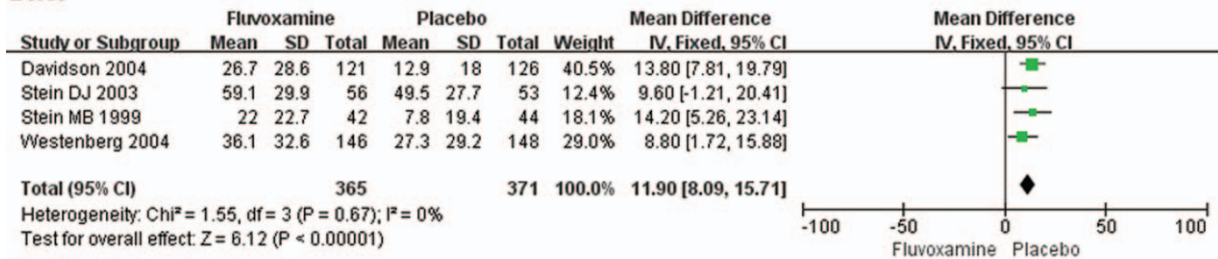 Fluvoxamine Placebo Mean Difference Mean Difference
Study or Subgroup Mean SD Total Mean SD Total Weight IV, Fixed, 95% CI IV, Fixed, 95% CI
Davidson 2004 26.7 28.6 121 12.9 18 126 40.5% 13.80 [7.81, 19.79]
Stein DJ 2003 59.1 29.9 56 49.5 27.7 53 12.4% 9.60 [-1.21, 20.41]
Stein MB 1999 22 22.7 42 7.8 19.4 44 18.1% 14.20 [5.26, 23.14]
Westenberg 2004 36.1 32.6 146 27.3 29.2 148 29.0% 8.80 [1.72, 15.88]
Total (95% CI) 365 371 100.0% 11.90 [8.09, 15.71]
Heterogeneity: Chi² = 1.55, df = 3 (P = 0.67); I² = 0%
Test for overall effect: Z = 6.12 (P < 0.00001)
-100 -50 0 50 100
Fluvoxamine Placebo